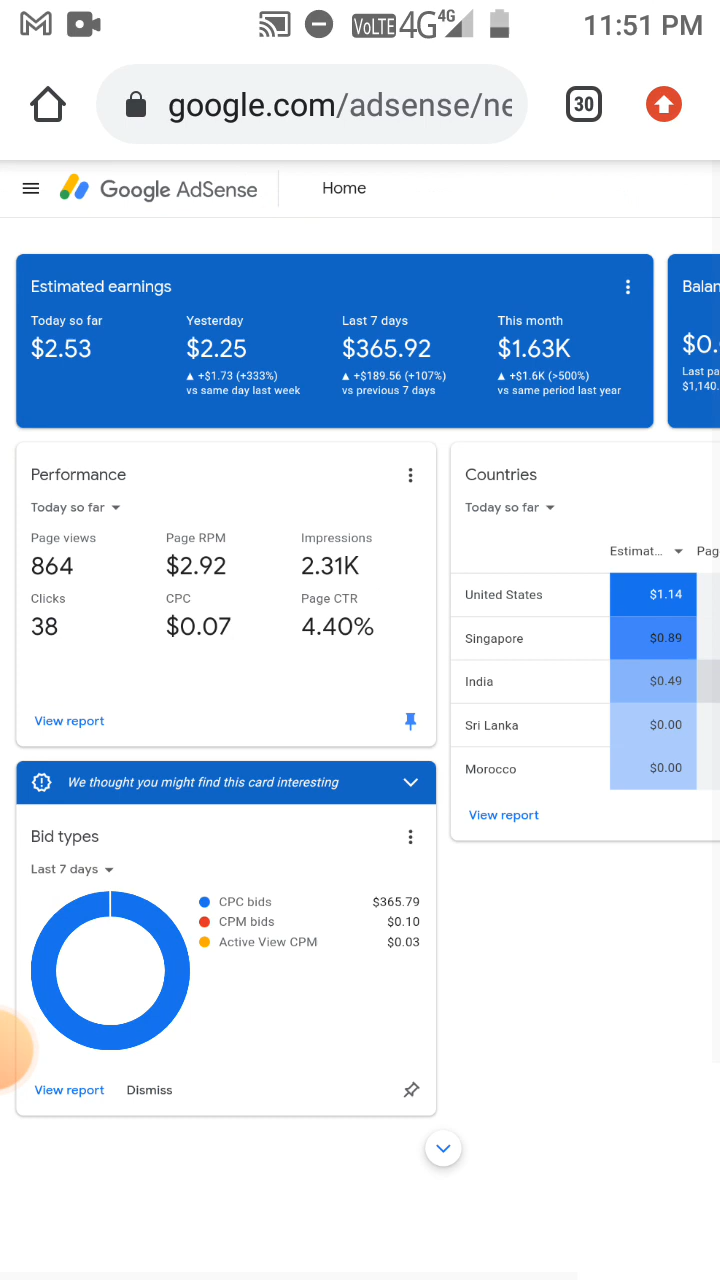 VoLTE 4G 4G 11:51 PM
google.com/adsense/ne 30
Google AdSense Home
Estimated earnings
Today so far Yesterday Last 7 days This month
$2.53 $2.25 $365.92 $1.63K
▲ +$1.73 (+333%) ▲ +$189.56 (+107%) ▲ +$1.6K (>500%)
vs same day last week vs previous 7 days vs same period last year
Balan
$0.
Last pa
$1,140.
Performance
Today so far
Page views Page RPM Impressions
864 $2.92 2.31K
Clicks CPC Page CTR
38 $0.07 4.40%
View report
Countries
Today so far
Estimat... Pag
United States $1.14
Singapore $0.89
India $0.49
Sri Lanka $0.00
Morocco $0.00
View report
We thought you might find this card interesting
Bid types
Last 7 days
CPC bids $365.79
CPM bids $0.10
Active View CPM $0.03
View report Dismiss